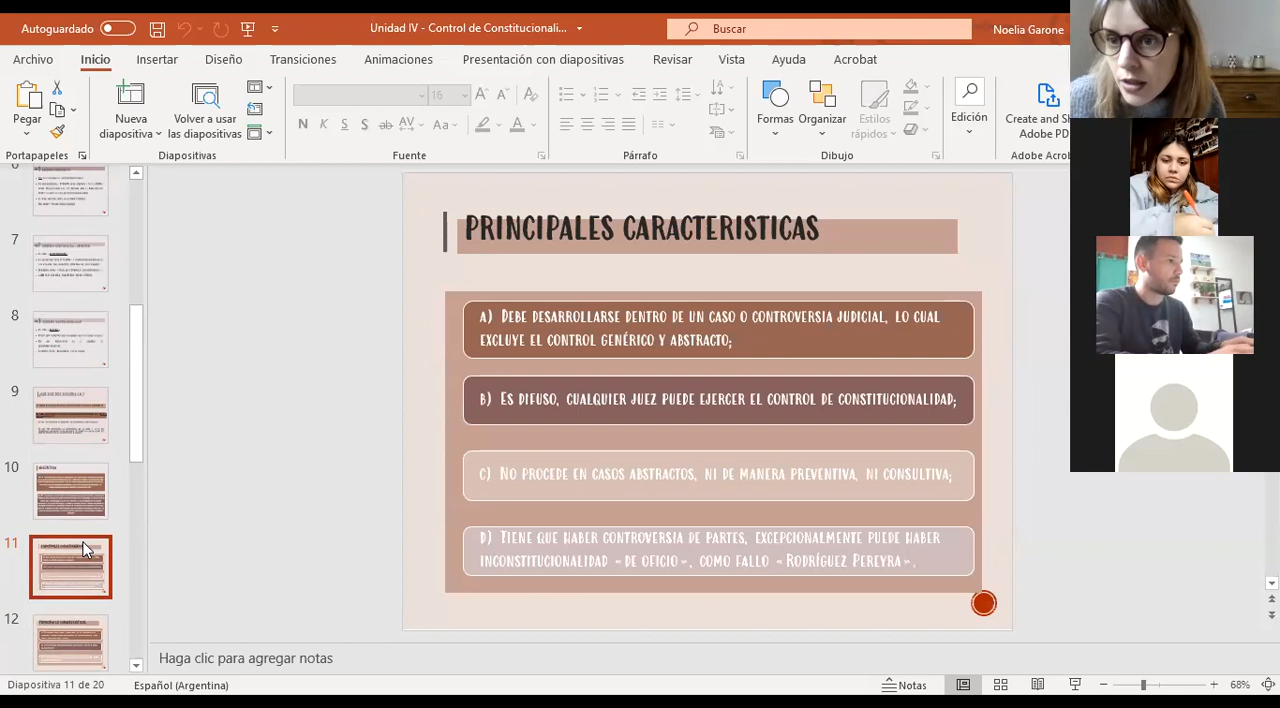 Autoguardado
Unidad IV - Control de Constitucionali...
Buscar
Noelia Garone
Archivo Inicio Insertar Diseño Transiciones Animaciones Presentación con diapositivas Revisar Vista Ayuda Acrobat
Pegar
Nueva
diapositiva
Volver a usar
las diapositivas
16
N K S S ab AV Aa A
Formas
Organizar
Estilos
rápidos
Edición
Create and Sh
Adobe PD
Portapapeles
Diapositivas
Fuente
Párrafo
Dibujo
Adobe Acrob
6
7
8
9
10
11
12
PRINCIPALES CARACTERISTICAS
A) DEBE DESARROLLARSE DENTRO DE UN CASO O CONTROVERSIA JUDICIAL, LO CUAL
EXCLUYE EL CONTROL GENÉRICO Y ABSTRACTO;
B) ES DIFUSO, CUALQUIER JUEZ PUEDE EJERCER EL CONTROL DE CONSTITUCIONALIDAD;
C) NO PROCEDE EN CASOS ABSTRACTOS, NI DE MANERA PREVENTIVA, NI CONSULTIVA;
D) TIENE QUE HABER CONTROVERSIA DE PARTES, EXCEPCIONALMENTE PUEDE HABER
INCONSTITUCIONALIDAD «DE OFICIO», COMO FALLO «RODRÍGUEZ PEREYRA».
Haga clic para agregar notas
Diapositiva 11 de 20
Español (Argentina)
Notas
68%